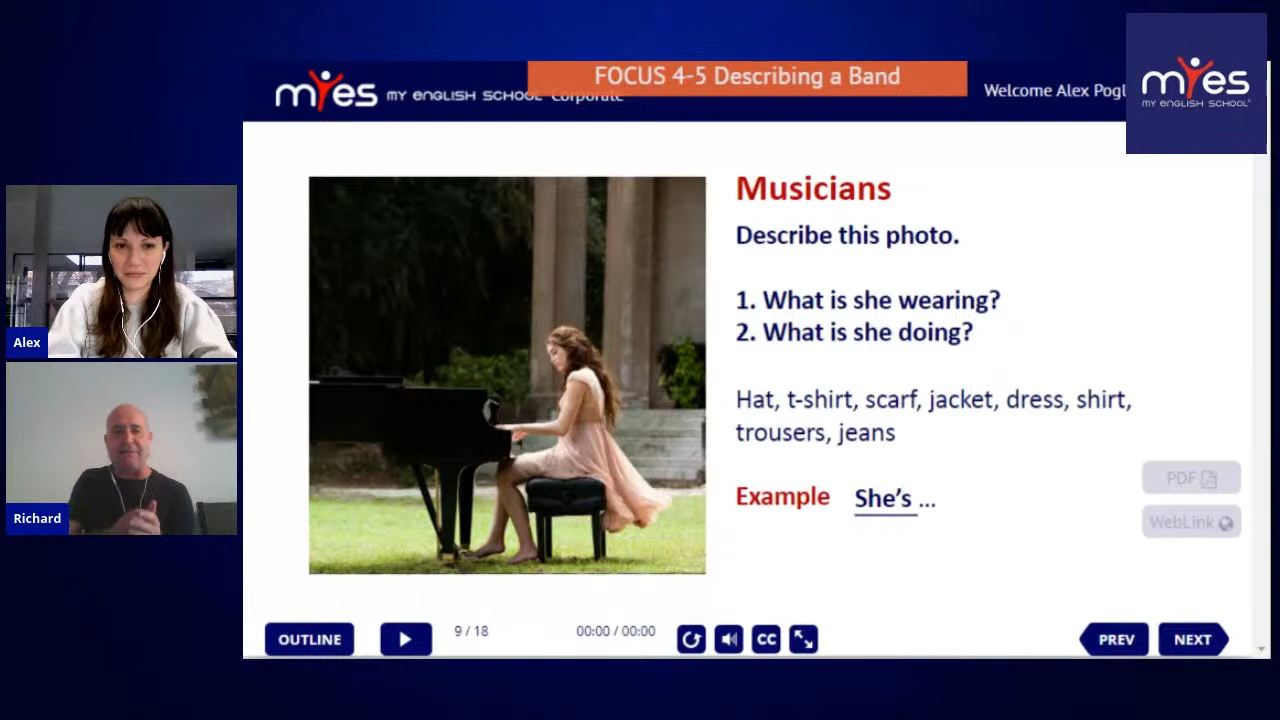 FOCUS 4-5 Describing a Band
myes MY ENGLISH SCHOOL Corporate
Welcome Alex
myes
MY ENGLISH SCHOOL
Musicians
Describe this photo.
1. What is she wearing?
2. What is she doing?
Hat, t-shirt, scarf, jacket, dress, shirt,
trousers, jeans
Example She's ...
PDF
WebLink
Alex
Richard
OUTLINE 9 / 18 00:00 / 00:00 CC PREV NEXT